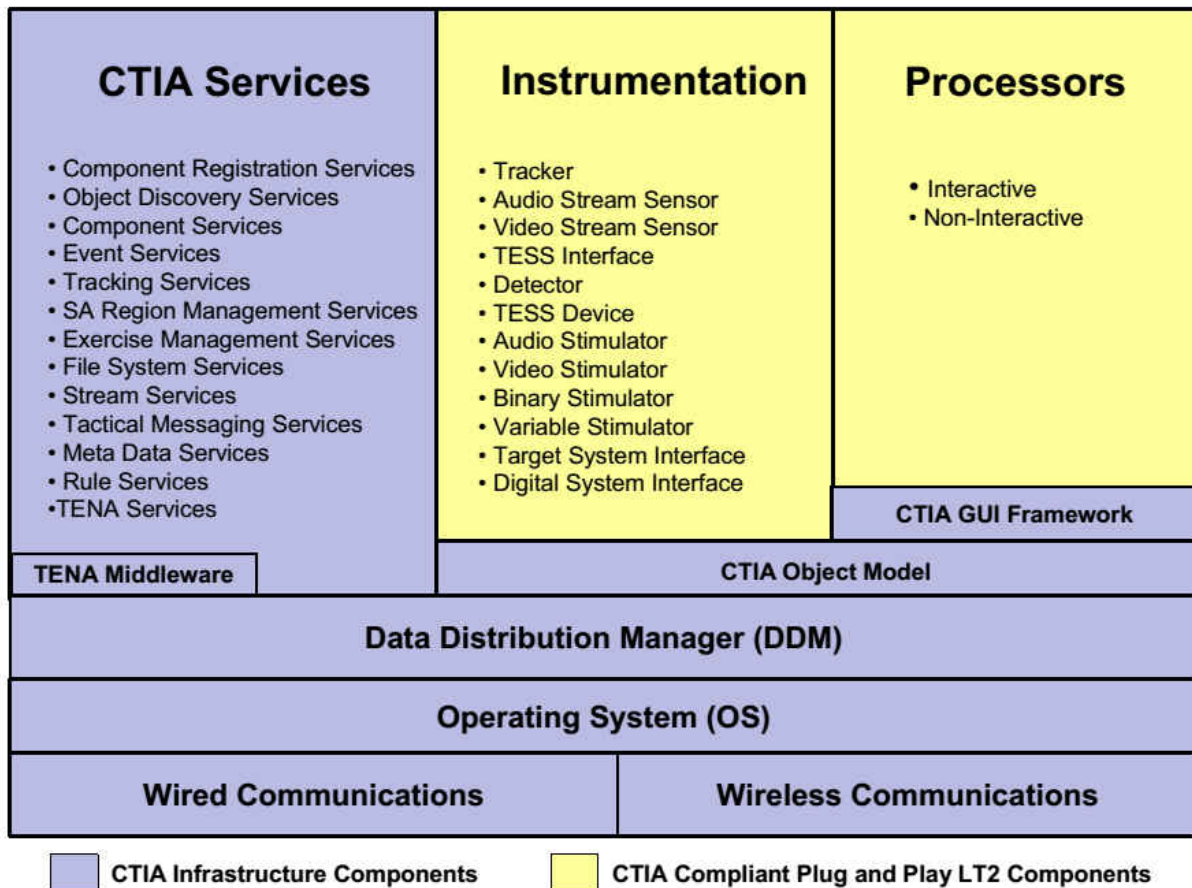 CTIA Services
• Component Registration Services
• Object Discovery Services
• Component Services
• Event Services
• Tracking Services
• SA Region Management Services
• Exercise Management Services
• File System Services
• Stream Services
• Tactical Messaging Services
• Meta Data Services
• Rule Services
•TENA Services
TENA Middleware
Instrumentation
• Tracker
• Audio Stream Sensor
• Video Stream Sensor
• TESS Interface
• Detector
• TESS Device
• Audio Stimulator
• Video Stimulator
• Binary Stimulator
• Variable Stimulator
• Target System Interface
• Digital System Interface
Processors
• Interactive
• Non-Interactive
CTIA GUI Framework
CTIA Object Model
Data Distribution Manager (DDM)
Operating System (OS)
Wired Communications
Wireless Communications
CTIA Infrastructure Components
CTIA Compliant Plug and Play LT2 Components